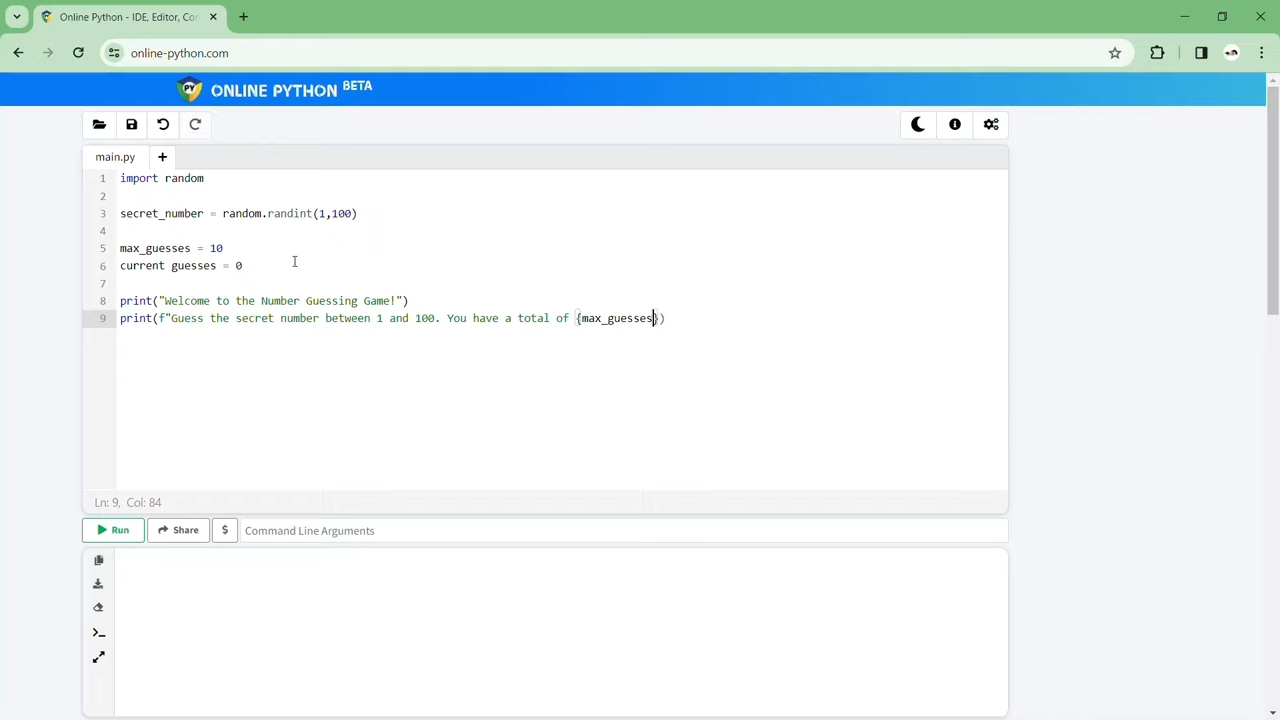 Online Python - IDE, Editor, Co
online-python.com
PY ONLINE PYTHON BETA
main.py
1 import random
2
3 secret_number = random.randint(1,100)
4
5 max_guesses = 10
6 current guesses = 0
7
8 print("Welcome to the Number Guessing Game!")
9 print(f"Guess the secret number between 1 and 100. You have a total of {max_guesses})
Ln: 9, Col: 84
Run Share $ Command Line Arguments